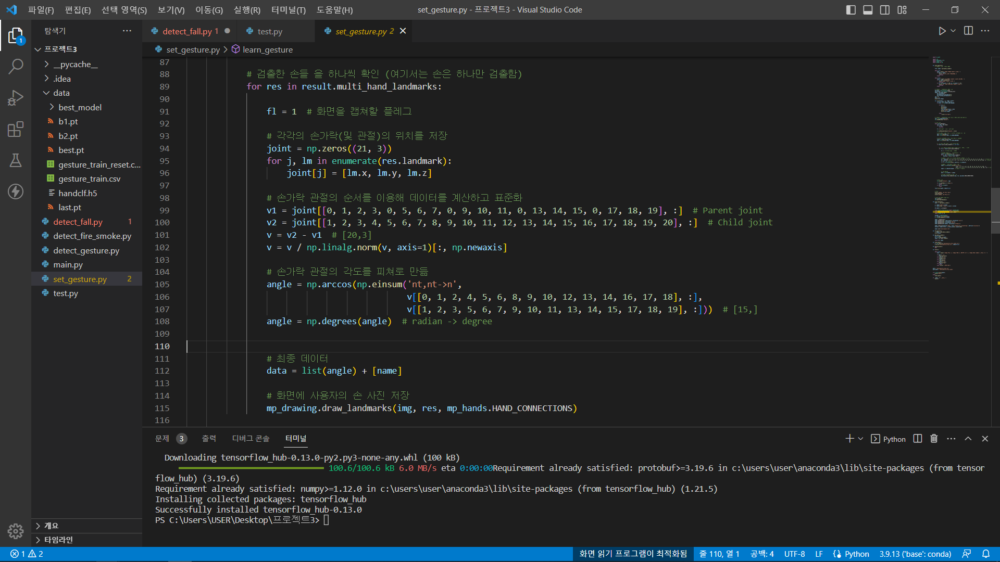 파일(F) 편집(E) 선택 영역(S) 보기(V) 이동(G) 실행(R) 터미널(T) 도움말(H)
set_gesture.py - 프로젝트3 - Visual Studio Code
탐색기
프로젝트3
__pycache__
.idea
data
best_model
b1.pt
b2.pt
best.pt
gesture_train_reset.c...
gesture_train.csv
handclf.h5
last.pt
detect_fall.py 1
detect_fire_smoke.py
detect_gesture.py
main.py
set_gesture.py 2
test.py
개요
타임라인
1
detect_fall.py 1
test.py
set_gesture.py 2
set_gesture.py > learn_gesture
87
88 # 검출한 손들 을 하나씩 확인 (여기서는 손은 하나만 검출함)
89 for res in result.multi_hand_landmarks:
90
91 fl = 1 # 화면을 캡쳐할 플레그
92
93 # 각각의 손가락(및 관절)의 위치를 저장
94 joint = np.zeros((21, 3))
95 for j, lm in enumerate(res.landmark):
96 joint[j] = [lm.x, lm.y, lm.z]
97
98 # 손가락 관절의 순서를 이용해 데이터를 계산하고 표준화
99 v1 = joint[[0, 1, 2, 3, 0, 5, 6, 7, 0, 9, 10, 11, 0, 13, 14, 15, 0, 17, 18, 19], :] # Parent joint
100 v2 = joint[[1, 2, 3, 4, 5, 6, 7, 8, 9, 10, 11, 12, 13, 14, 15, 16, 17, 18, 19, 20], :] # Child joint
101 v = v2 - v1 # [20,3]
102 v = v / np.linalg.norm(v, axis=1)[:, np.newaxis]
103
104 # 손가락 관절의 각도를 피쳐로 만듦
105 angle = np.arccos(np.einsum('nt,nt->n',
106 v[[0, 1, 2, 4, 5, 6, 8, 9, 10, 12, 13, 14, 16, 17, 18], :],
107 v[[1, 2, 3, 5, 6, 7, 9, 10, 11, 13, 14, 15, 17, 18, 19], :])) # [15,]
108 angle = np.degrees(angle) # radian -> degree
109
110
111 # 최종 데이터
112 data = list(angle) + [name]
113
114 # 화면에 사용자의 손 사진 저장
115 mp_drawing.draw_landmarks(img, res, mp_hands.HAND_CONNECTIONS)
116
문제 3 출력 디버그 콘솔 터미널
Python
Downloading tensorflow_hub-0.13.0-py2.py3-none-any.whl (100 kB)
100.6/100.6 kB 6.0 MB/s eta 0:00:00Requirement already satisfied: protobuf>=3.19.6 in c:\users\user\anaconda3\lib\site-packages (from tensor
flow_hub) (3.19.6)
Requirement already satisfied: numpy>=1.12.0 in c:\users\user\anaconda3\lib\site-packages (from tensorflow_hub) (1.21.5)
Installing collected packages: tensorflow_hub
Successfully installed tensorflow_hub-0.13.0
PS C:\Users\USER\Desktop\프로젝트3>
1 2
화면 읽기 프로그램이 최적화됨 줄 110, 열 1 공백: 4 UTF-8 LF Python 3.9.13 ('base': conda)